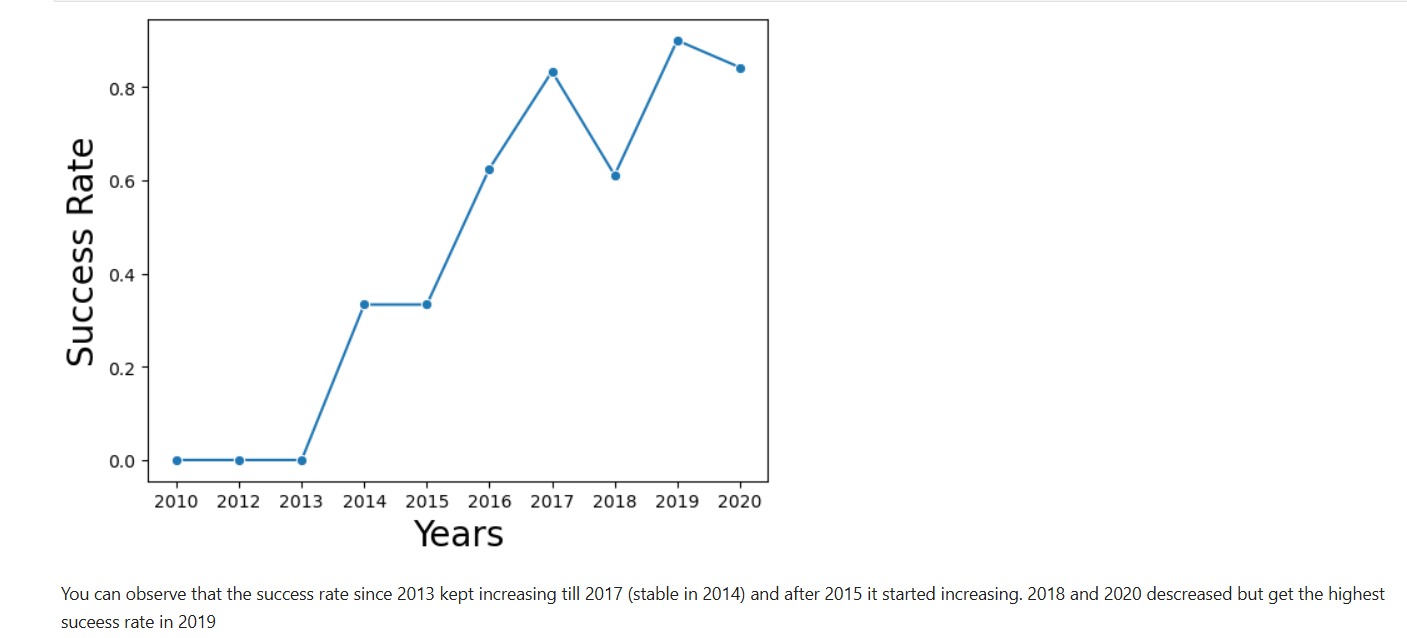 0.8
0.6
0.4
0.2
0.0
Success Rate
2010 2012 2013 2014 2015 2016 2017 2018 2019 2020
Years
You can observe that the success rate since 2013 kept increasing till 2017 (stable in 2014) and after 2015 it started increasing. 2018 and 2020 descreased but get the highest
suceess rate in 2019